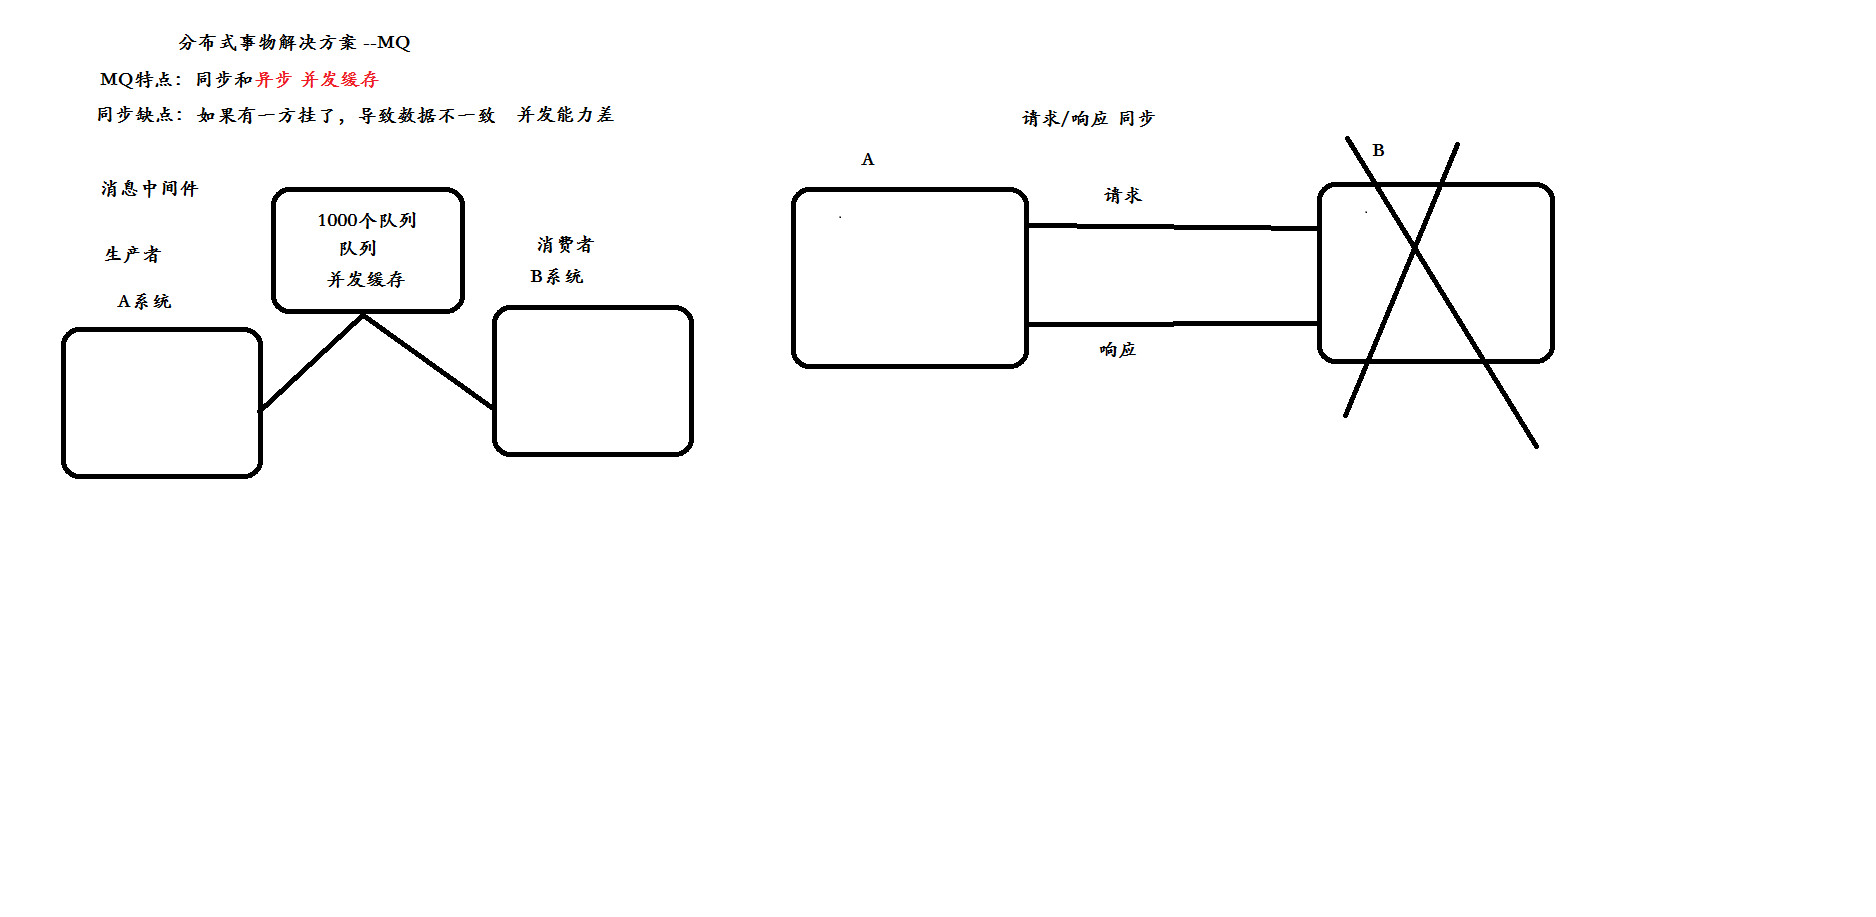 分布式事物解决方案 --MQ
MQ特点：同步和异步 并发缓存
同步缺点：如果有一方挂了，导致数据不一致 并发能力差
消息中间件
1000个队列
队列
并发缓存
生产者
A系统
消费者
B系统
请求/响应 同步
A
B
请求
响应